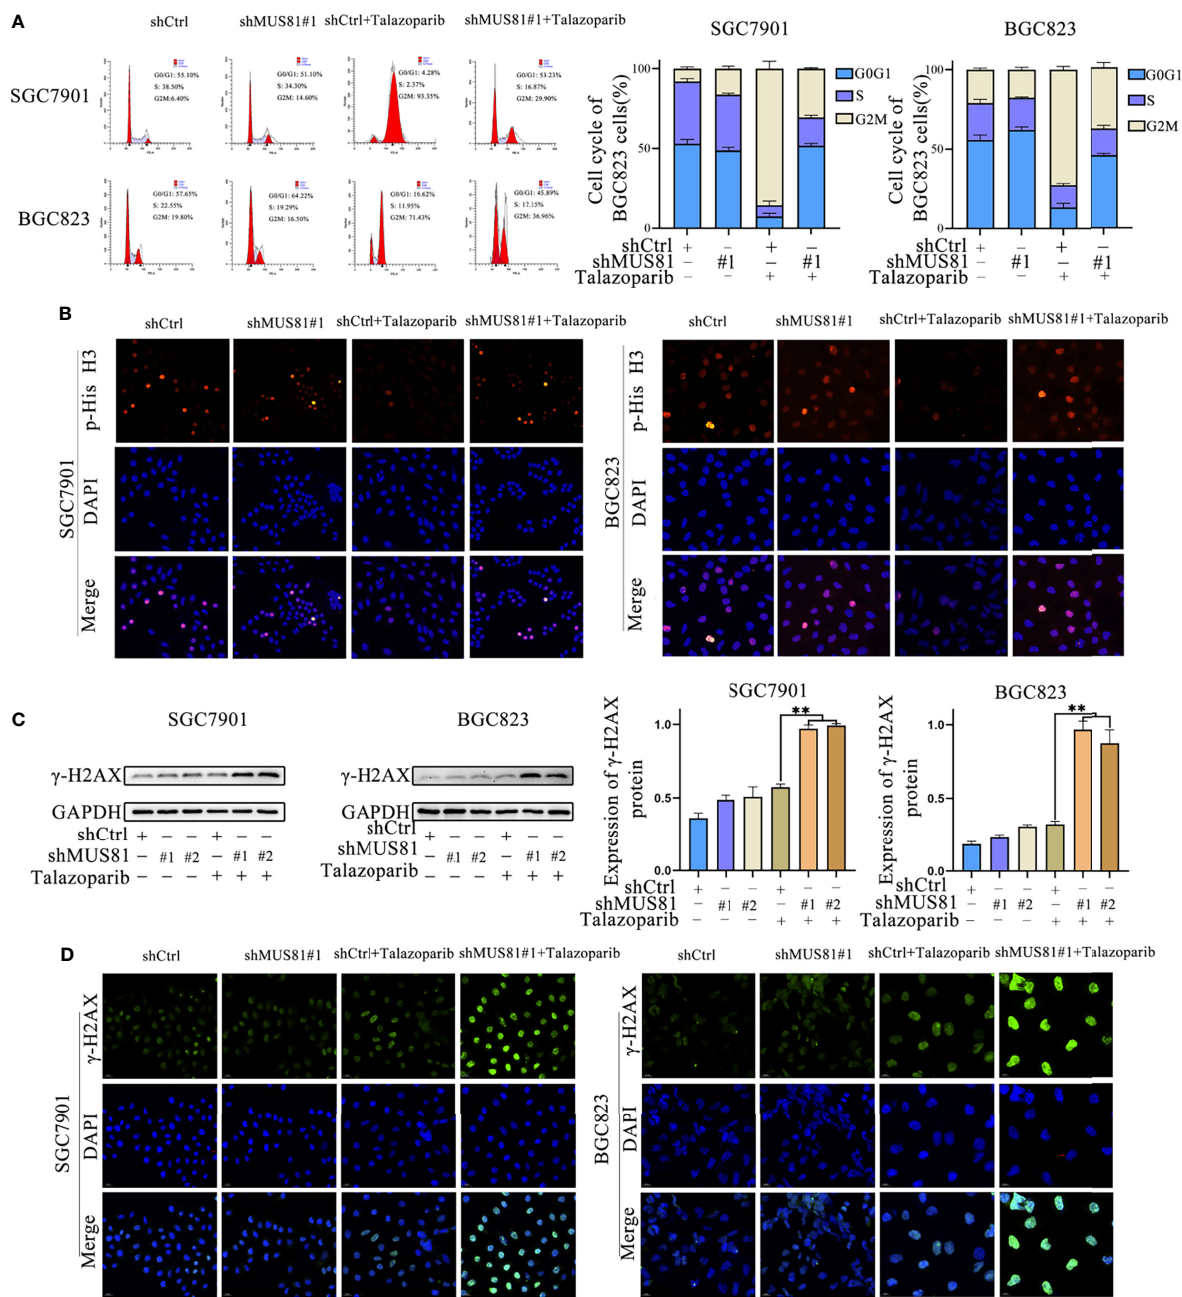 A
shCtrl
shMUS81#1
shCtrl+Talazoparib
shMUS81#1+Talazoparib
SGC7901
G0/G1: 55.10%
S: 38.50%
G2M:6.40%
G0/G1: 51.10%
S: 34.30%
G2M: 14.60%
G0/G1: 4.28%
S: 2.37%
G2M: 93.35%
G0/G1: 53.23%
S: 16.87%
G2M: 29.90%
BGC823
G0/G1: 57.65%
S: 22.55%
G2M: 19.80%
G0/G1: 64.22%
S: 19.29%
G2M: 16.50%
G0/G1: 16.62%
S: 11.95%
G2M: 71.43%
G0/G1: 45.89%
S: 17.15%
G2M: 36.96%
SGC7901
Cell cycle of
BGC823 cells(%)
100
50
0
G0G1
S
G2M
shCtrl + − + −
shMUS81 − #1 − #1
Talazoparib − − + +
BGC823
Cell cycle of
BGC823 cells(%)
100
50
0
G0G1
S
G2M
shCtrl + − + −
shMUS81 − #1 − #1
Talazoparib − − + +
B
shCtrl
shMUS81#1
shCtrl+Talazoparib
shMUS81#1+Talazoparib
SGC7901
p-His H3
DAPI
Merge
shCtrl
shMUS81#1
shCtrl+Talazoparib
shMUS81#1+Talazoparib
BGC823
p-His H3
DAPI
Merge
C
SGC7901
γ-H2AX
GAPDH
shCtrl + − − + − −
shMUS81 − #1 #2 − #1 #2
Talazoparib − − − + + +
BGC823
γ-H2AX
GAPDH
shCtrl + − − + − −
shMUS81 − #1 #2 − #1 #2
Talazoparib − − − + + +
SGC7901
Expression of γ-H2AX
protein
1.0
0.5
0.0
**
shCtrl + − − + − −
shMUS81 − #1 #2 − #1 #2
Talazoparib − − − + + +
BGC823
Expression of γ-H2AX
protein
1.0
0.5
0.0
**
shCtrl + − − + − −
shMUS81 − #1 #2 − #1 #2
Talazoparib − − − + + +
D
shCtrl
shMUS81#1
shCtrl+Talazoparib
shMUS81#1+Talazoparib
SGC7901
γ-H2AX
DAPI
Merge
shCtrl
shMUS81#1
shCtrl+Talazoparib
shMUS81#1+Talazoparib
BGC823
γ-H2AX
DAPI
Merge